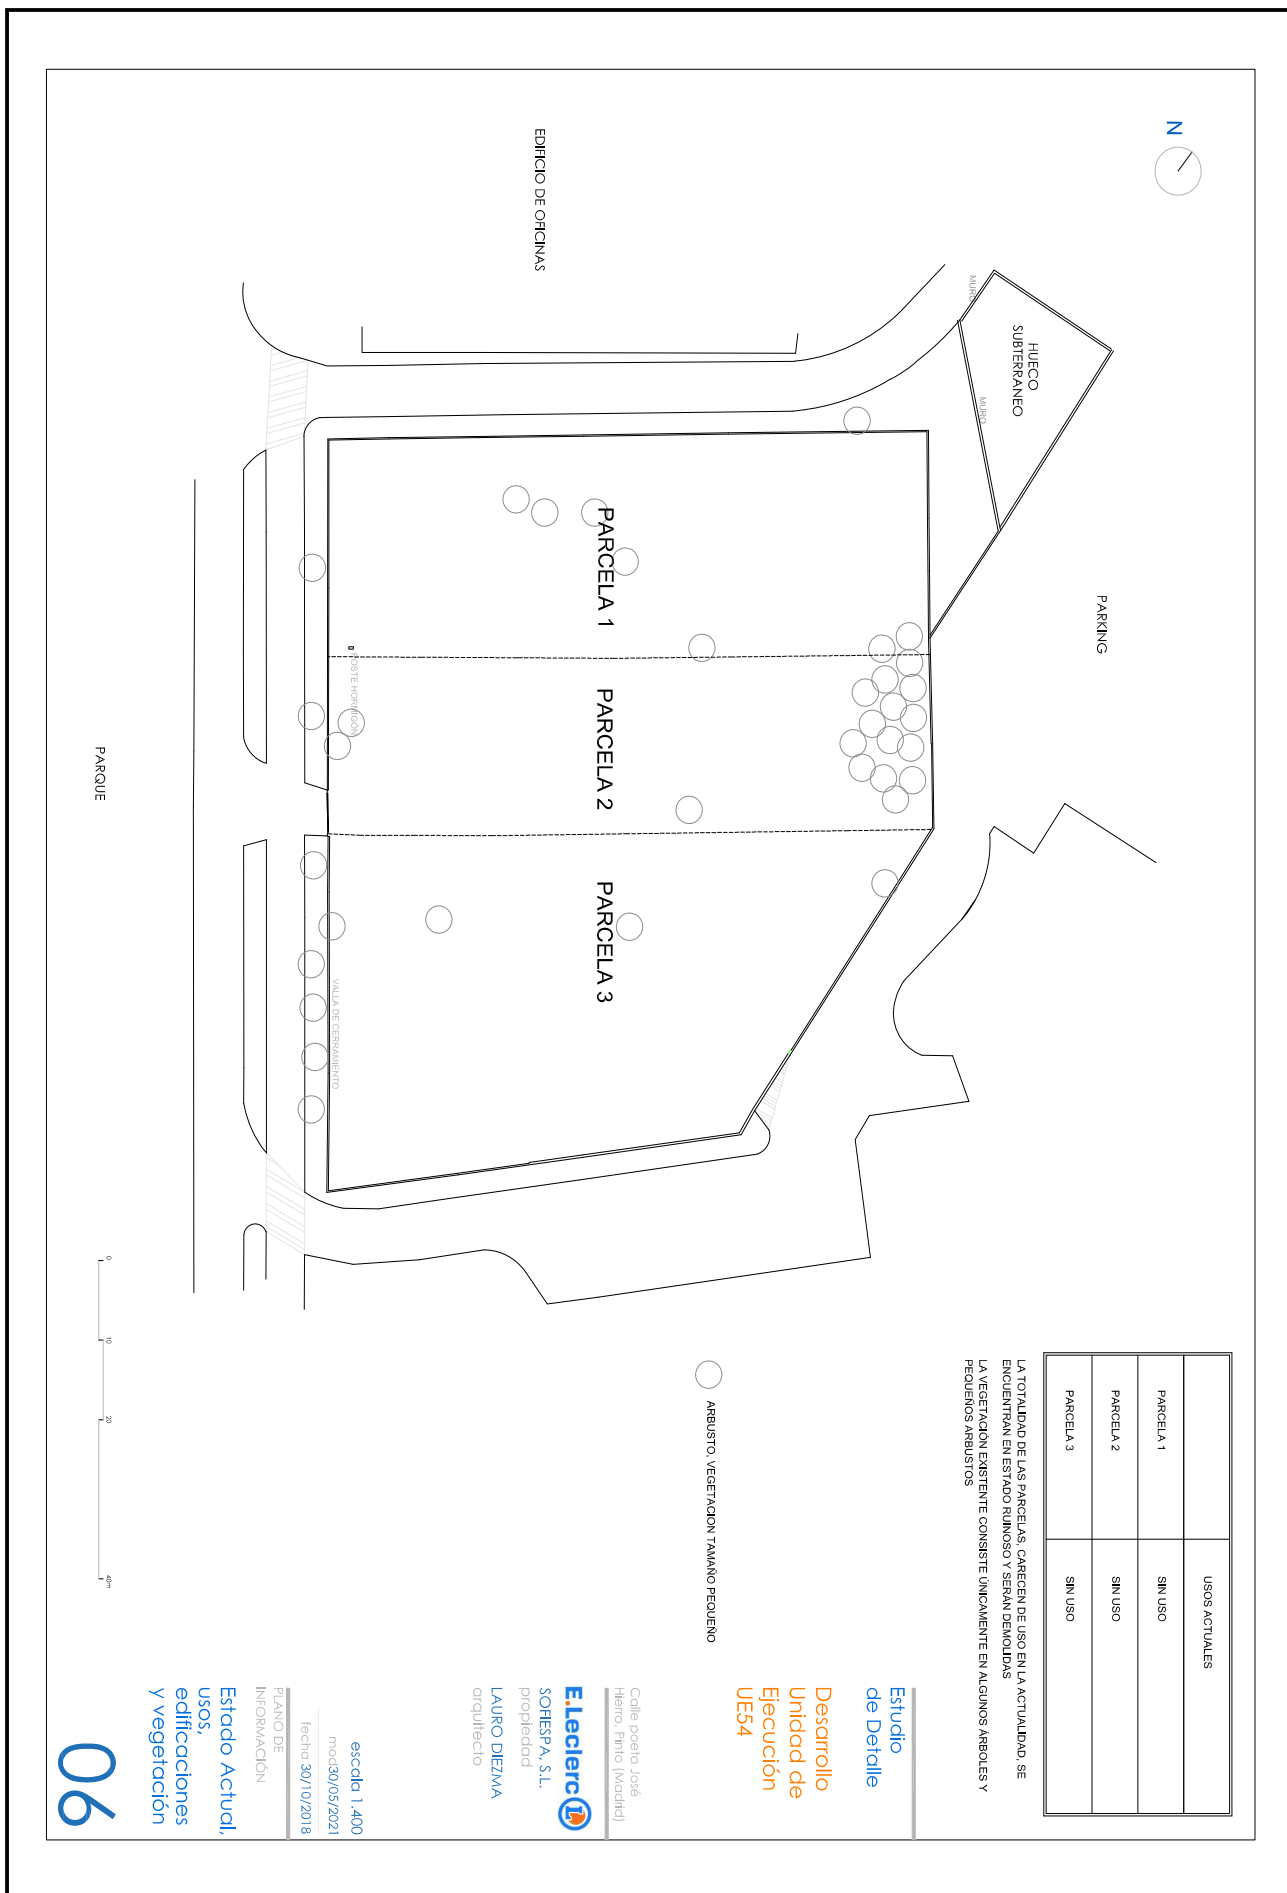 N
EDIFICIO DE OFICINAS
MURO
HUECO
SUBTERRANEO
MURO
PARKING
PARCELA 1
PARCELA 2
PARCELA 3
POSTE HORMIGÓN
VALLA DE CERRAMIENTO
PARQUE
0
10
20
40m
USOS ACTUALES
PARCELA 1
SIN USO
PARCELA 2
SIN USO
PARCELA 3
SIN USO
LA TOTALIDAD DE LAS PARCELAS, CARECEN DE USO EN LA ACTUALIDAD, SE
ENCUENTRAN EN ESTADO RUINOSO Y SERÁN DEMOLIDAS
LA VEGETACIÓN EXISTENTE CONSISTE ÚNICAMENTE EN ALGUNOS ÁRBOLES Y
PEQUEÑOS ARBUSTOS
ARBUSTO, VEGETACION TAMAÑO PEQUEÑO
Estudio
de Detalle
Desarrollo
Unidad de
Ejecución
UE54
Calle poeta José
Hierro, Pinto (Madrid)
E.Leclerc L
SOFIESPA, S.L.
propiedad
LAURO DIEZMA
arquitecto
escala 1.400
mod30/05/2021
fecha 30/10/2018
PLANO DE
INFORMACIÓN
Estado Actual,
usos,
edificaciones
y vegetación
06